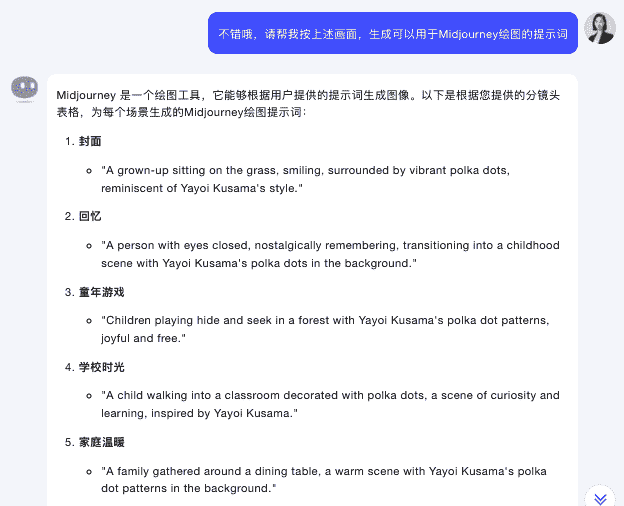 不错哦，请帮我按上述画面，生成可以用于Midjourney绘图的提示词
Midjourney 是一个绘图工具，它能够根据用户提供的提示词生成图像。以下是根据您提供的分镜头
表格，为每个场景生成的Midjourney绘图提示词：
1. 封面
"A grown-up sitting on the grass, smiling, surrounded by vibrant polka dots,
reminiscent of Yayoi Kusama's style."
2. 回忆
"A person with eyes closed, nostalgically remembering, transitioning into a childhood
scene with Yayoi Kusama's polka dots in the background."
3. 童年游戏
"Children playing hide and seek in a forest with Yayoi Kusama's polka dot patterns,
joyful and free."
4. 学校时光
"A child walking into a classroom decorated with polka dots, a scene of curiosity and
learning, inspired by Yayoi Kusama."
5. 家庭温暖
"A family gathered around a dining table, a warm scene with Yayoi Kusama's polka
dot patterns in the background."